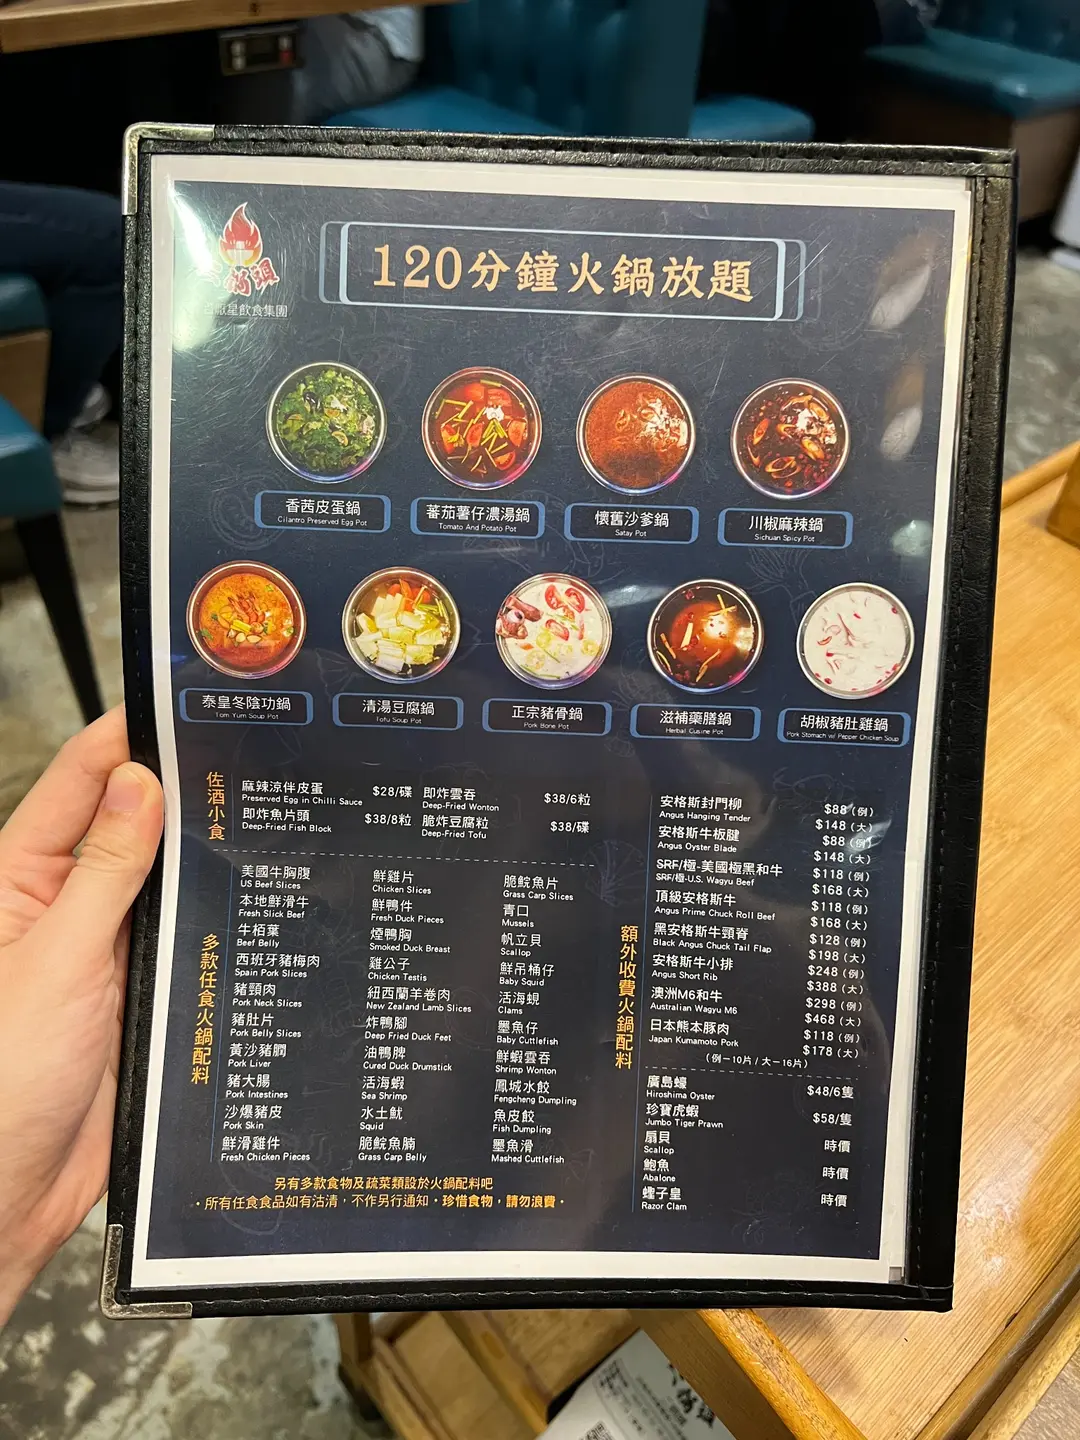 120分鐘火鍋放題
飲食集團
香茜皮蛋鍋
Cilantro Preserved Egg Pot
蕃茄薯仔濃湯鍋
Tomato And Potato Pot
懷舊沙爹鍋
Satay Pot
川椒麻辣鍋
Sichuan Spicy Pot
泰皇冬陰功鍋
Tom Yum Soup Pot
清湯豆腐鍋
Tofu Soup Pot
正宗豬骨鍋
Pork Bone Pot
滋補藥膳鍋
Herbal Cusine Pot
胡椒豬肚雞鍋
Pork Stomach w/ Pepper Chicken Soup
佐酒小食
麻辣涼伴皮蛋 $28/碟
Preserved Egg in Chilli Sauce
即炸魚片頭 $38/8粒
Deep-Fried Fish Block
即炸雲吞 $38/6粒
Deep-Fried Wonton
脆炸豆腐粒 $38/碟
Deep-Fried Tofu
多款任食火鍋配料
美國牛胸腹
US Beef Slices
本地鮮滑牛
Fresh Slick Beef
牛栢葉
Beef Belly
西班牙豬梅肉
Spain Pork Slices
豬頸肉
Pork Neck Slices
豬肚片
Pork Belly Slices
黃沙豬膶
Pork Liver
豬大腸
Pork Intestines
沙爆豬皮
Pork Skin
鮮滑雞件
Fresh Chicken Pieces
鮮雞片
Chicken Slices
鮮鴨件
Fresh Duck Pieces
煙鴨胸
Smoked Duck Breast
雞公子
Chicken Testis
紐西蘭羊卷肉
New Zealand Lamb Slices
炸鴨腳
Deep Fried Duck Feet
油鴨脾
Cured Duck Drumstick
活海蝦
Sea Shrimp
水土魷
Squid
脆鯇魚腩
Grass Carp Belly
脆鯇魚片
Grass Carp Slices
青口
Mussels
帆立貝
Scallop
鮮吊桶仔
Baby Squid
活海蜆
Clams
墨魚仔
Baby Cuttlefish
鮮蝦雲吞
Shrimp Wonton
鳳城水餃
Fengcheng Dumpling
魚皮餃
Fish Dumpling
墨魚滑
Mashed Cuttlefish
另有多款食物及蔬菜類設於火鍋配料吧
・所有任食食品如有沽清，不作另行通知・珍惜食物，請勿浪費・
額外收費火鍋配料
安格斯封門柳 $88（例）
Angus Hanging Tender $148（大）
安格斯牛板腱 $88（例）
Angus Oyster Blade $148（大）
SRF/極-美國極黑和牛 $118（例）
SRF/極-U.S. Wagyu Beef $168（大）
頂級安格斯牛 $118（例）
Angus Prime Chuck Roll Beef $168（大）
黑安格斯牛頸脊 $128（例）
Black Angus Chuck Tail Flap $198（大）
安格斯牛小排 $248（例）
Angus Short Rib $388（大）
澳洲M6和牛 $298（例）
Australian Wagyu M6 $468（大）
日本熊本豚肉 $118（例）
Japan Kumamoto Pork $178（大）
（例－10片 / 大－16片）
廣島蠔 $48/6隻
Hiroshima Oyster
珍寶虎蝦 $58/隻
Jumbo Tiger Prawn
扇貝 時價
Scallop
鮑魚 時價
Abalone
蟶子皇 時價
Razor Clam